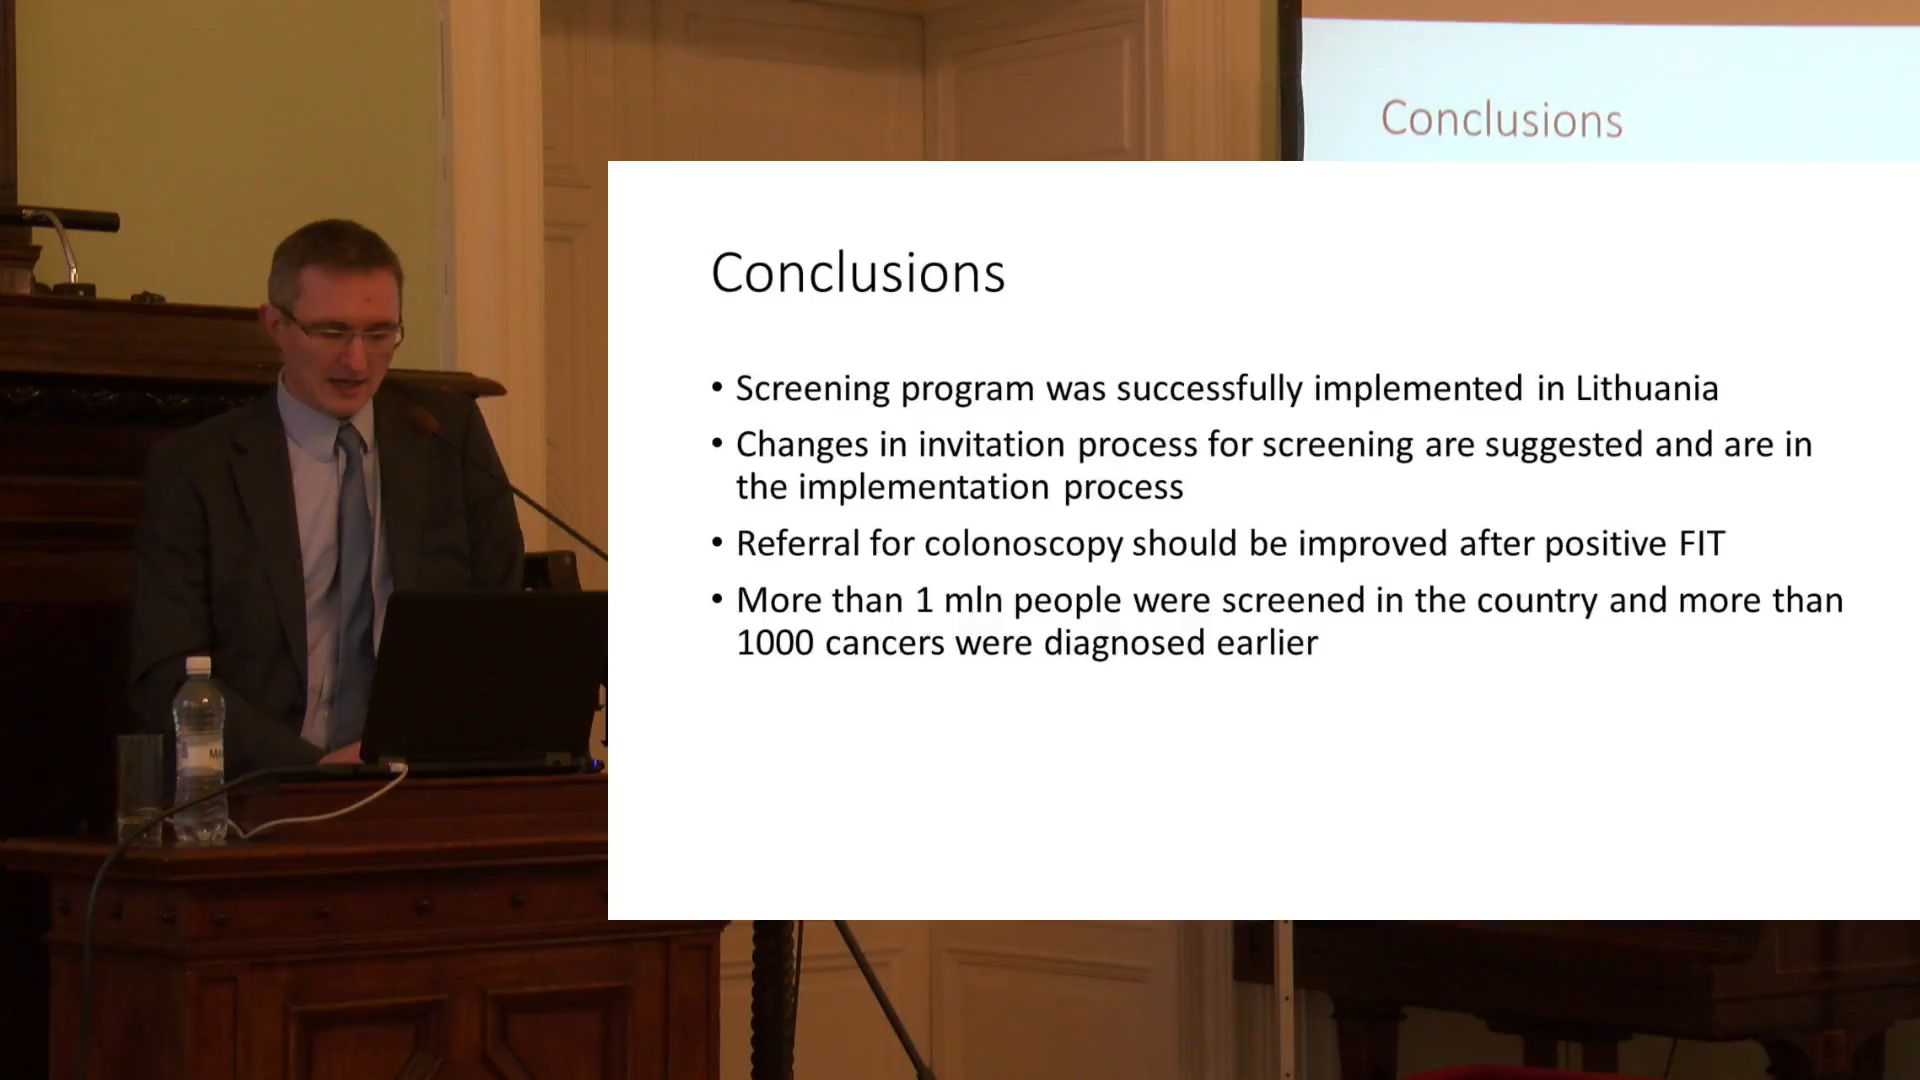 Conclusions
Conclusions
• Screening program was successfully implemented in Lithuania
• Changes in invitation process for screening are suggested and are in
the implementation process
• Referral for colonoscopy should be improved after positive FIT
• More than 1 mln people were screened in the country and more than
1000 cancers were diagnosed earlier